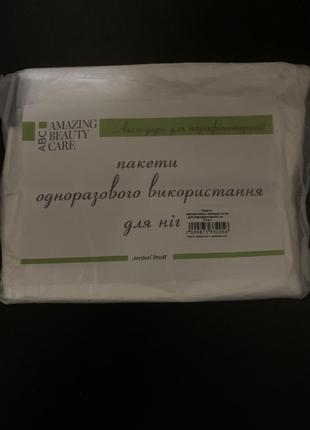 ABC
AMAZING
BEAUTY
CARE
Аксесуари для парафінотерапії
пакети
одноразового використання
для ніг
Jerden Proff